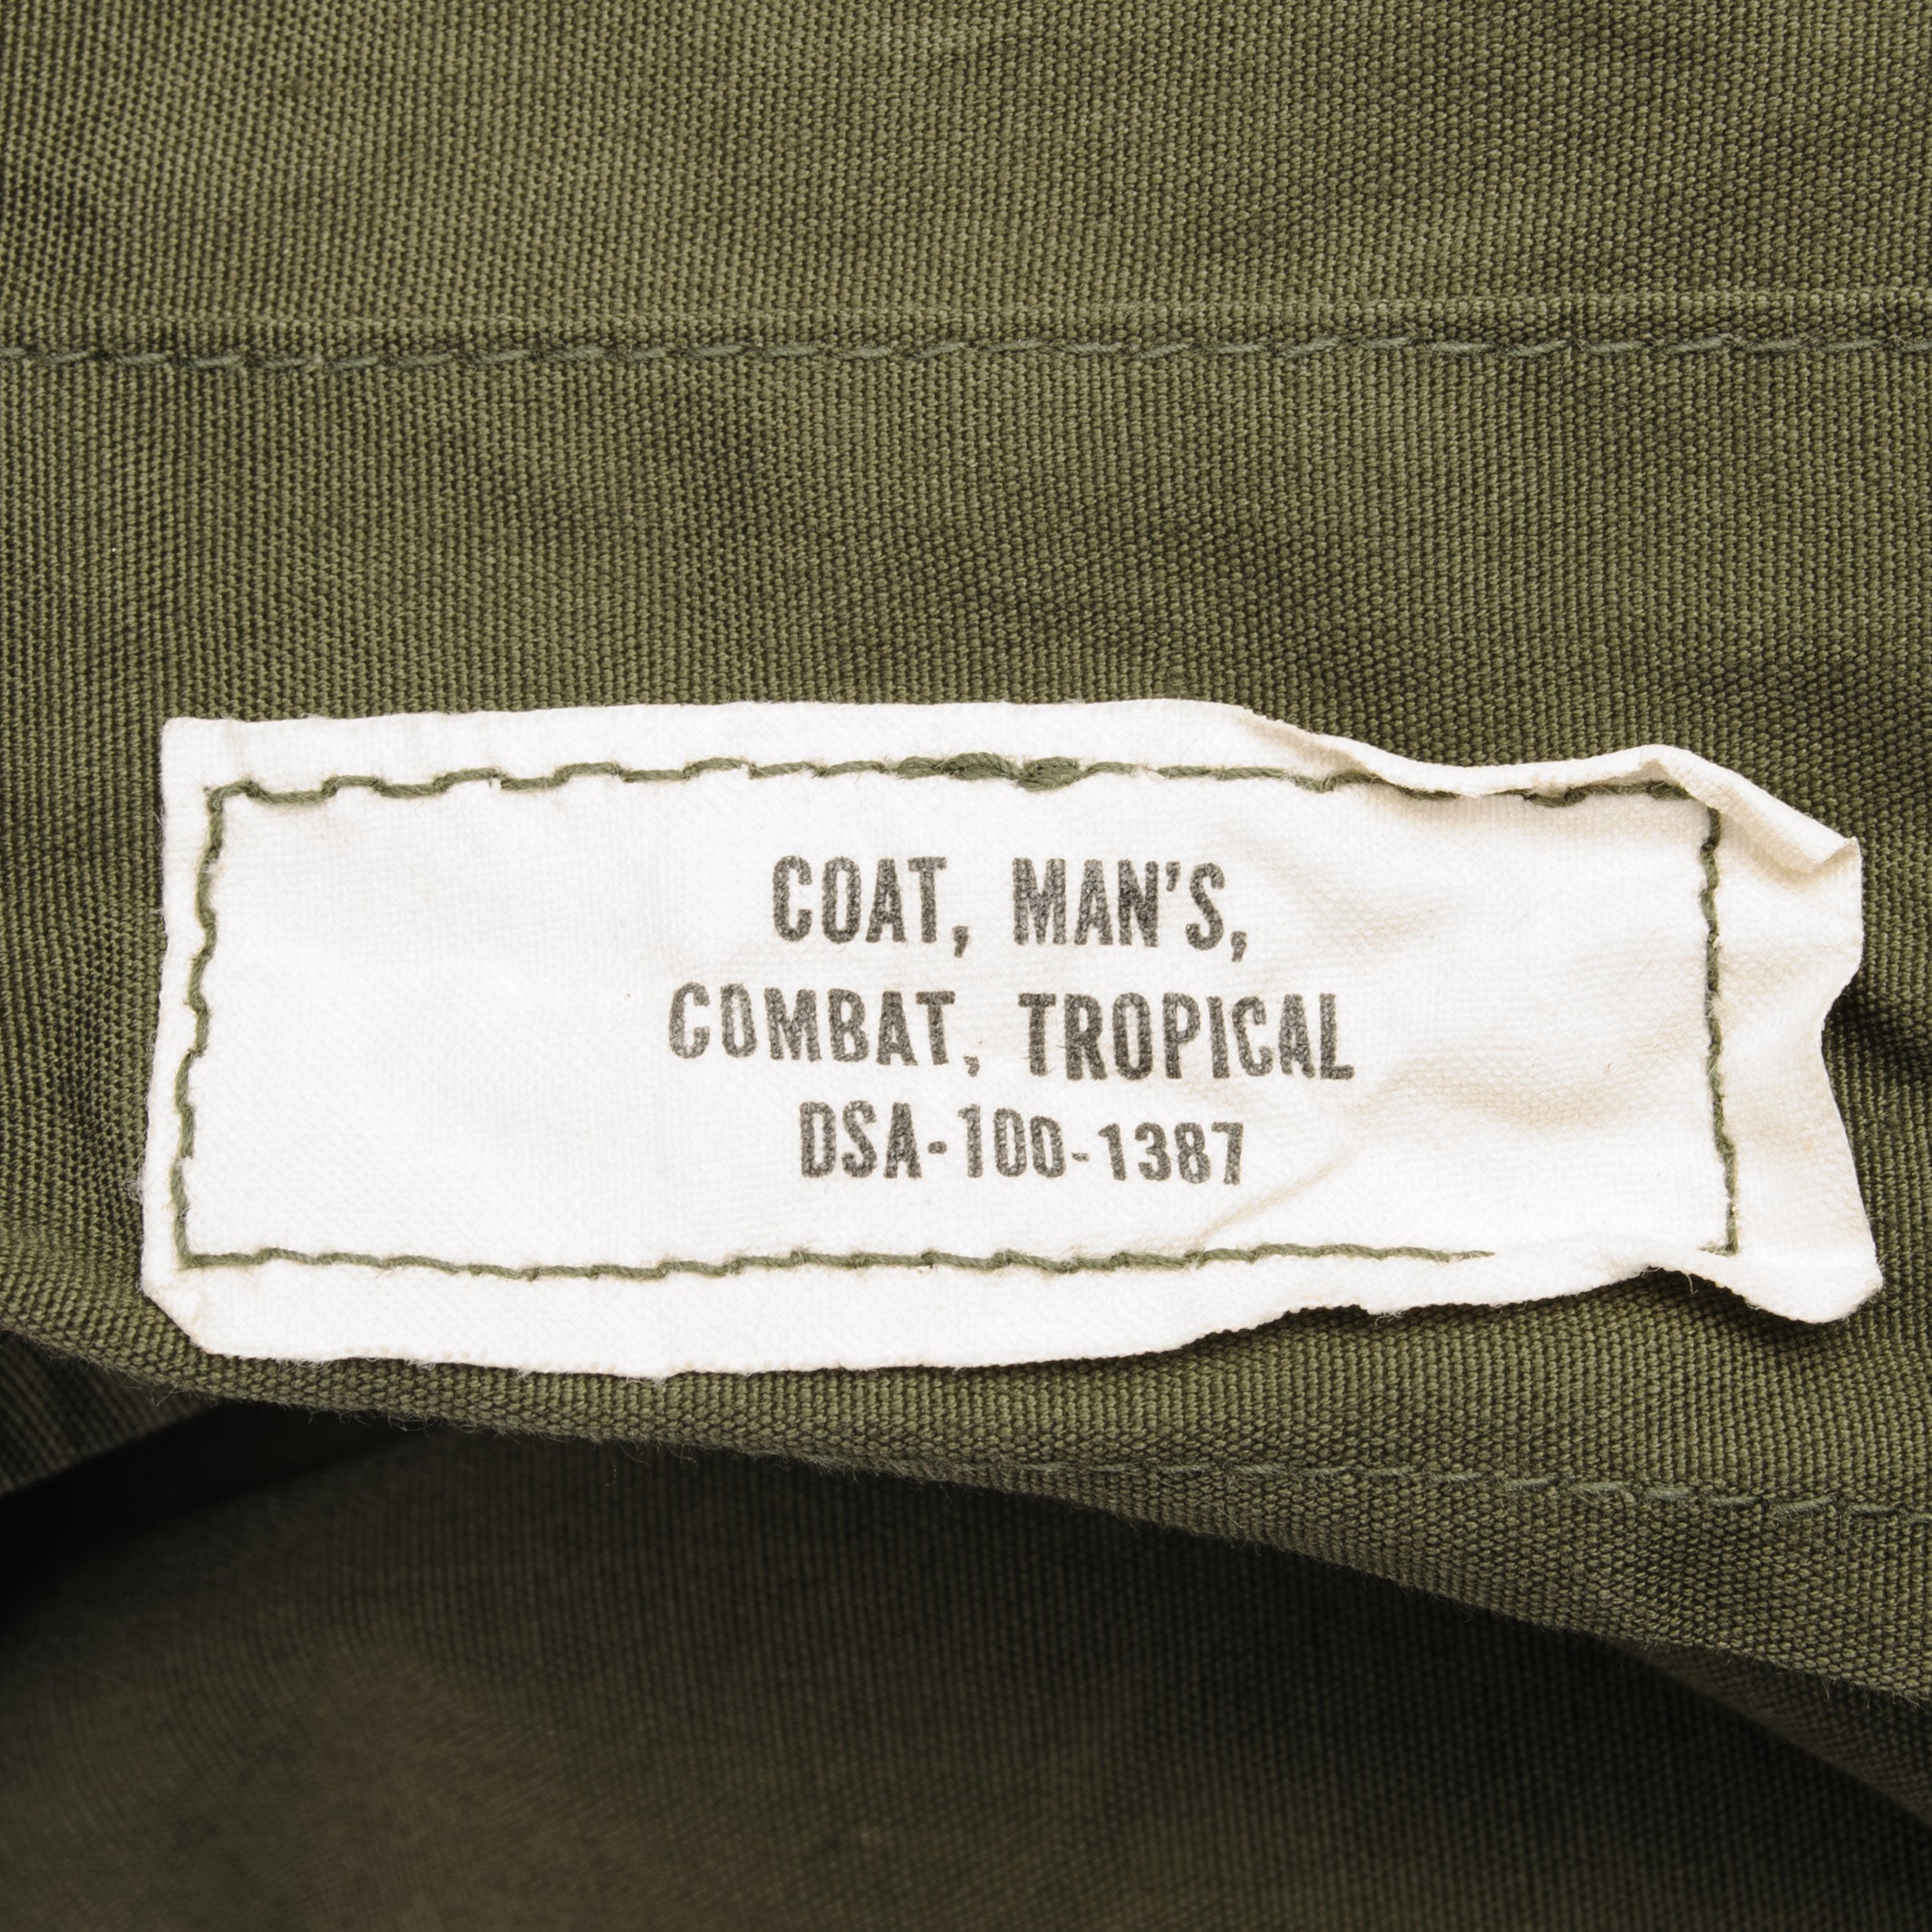 COAT, MAN'S,
COMBAT, TROPICAL
DSA-100-1387